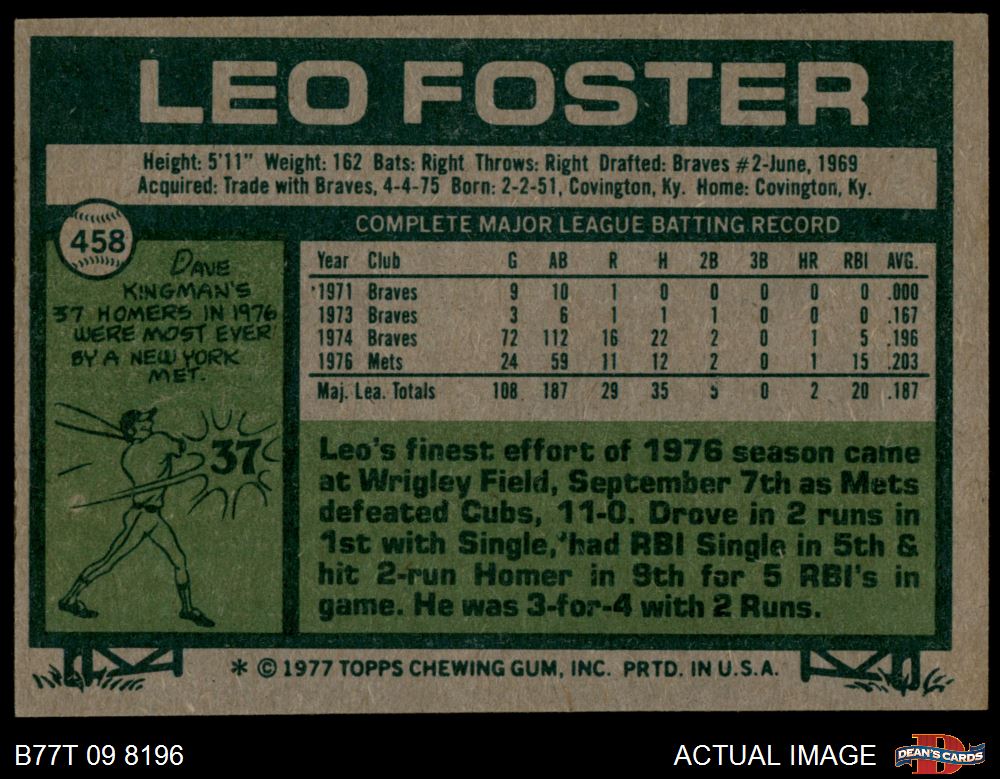 LEO FOSTER
Height: 5'11" Weight: 162 Bats: Right Throws: Right Drafted: Braves #2-June, 1969
Acquired: Trade with Braves, 4-4-75 Born: 2-2-51, Covington, Ky. Home: Covington, Ky.
458
DAVE
KINGMAN'S
37 HOMERS IN 1976
WERE MOST EVER
BY A NEW YORK
MET.
37
COMPLETE MAJOR LEAGUE BATTING RECORD
Year Club G AB R H 2B 3B HR RBI AVG.
1971 Braves 9 10 1 0 0 0 0 0 .000
1973 Braves 3 6 1 1 1 0 0 0 .167
1974 Braves 72 112 16 22 2 0 1 5 .196
1976 Mets 24 59 11 12 2 0 1 15 .203
Maj. Lea. Totals 108 187 29 35 5 0 2 20 .187
Leo's finest effort of 1976 season came
at Wrigley Field, September 7th as Mets
defeated Cubs, 11-0. Drove in 2 runs in
1st with Single, had RBI Single in 5th &
hit 2-run Homer in 9th for 5 RBI's in
game. He was 3-for-4 with 2 Runs.
* © 1977 TOPPS CHEWING GUM, INC. PRTD. IN U.S.A.
B77T 09 8196
ACTUAL IMAGE
D
DEAN'S CARDS